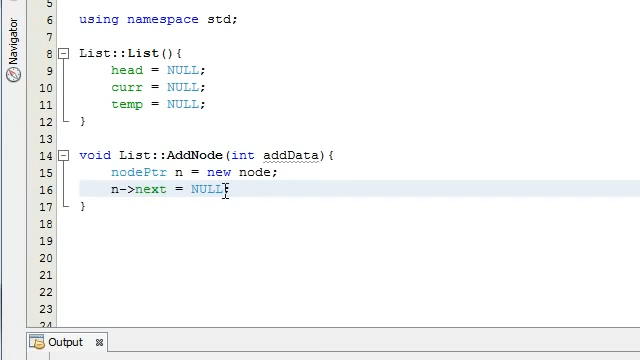 Navigator
5
6 using namespace std;
7
8 List::List(){
9 head = NULL;
10 curr = NULL;
11 temp = NULL;
12 }
13
14 void List::AddNode(int addData){
15 nodePtr n = new node;
16 n->next = NULL;
17 }
18
19
20
21
22
23
24
Output